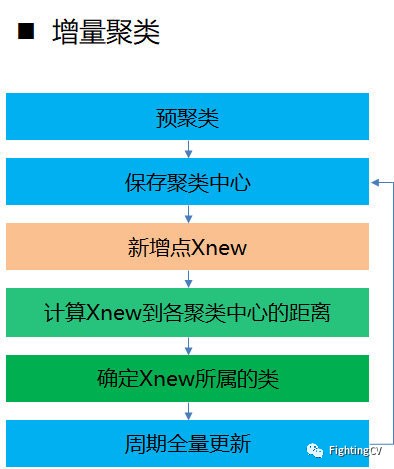 ■ 增量聚类
预聚类
保存聚类中心
新增点Xnew
计算Xnew到各聚类中心的距离
确定Xnew所属的类
周期全量更新
FightingCV